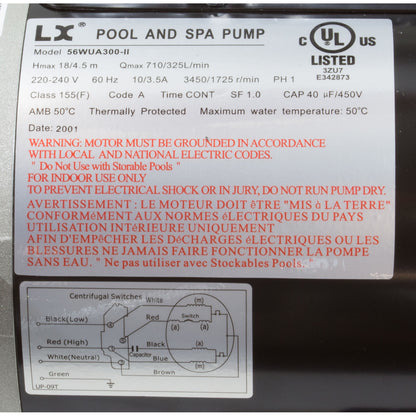 LX POOL AND SPA PUMP
Model 56WUA300-II
Hmax 18/4.5 m Qmax 710/325L/min
220-240 V 60 Hz 10/3.5A 3450/1725 r/min PH 1
Class 155(F) Code A Time CONT SF 1.0 CAP 40 µF/450V
AMB 50°C Thermally Protected Maximum water temperature: 50°C
Date: 2001
c UL US
LISTED
3ZU7
E342873
WARNING: MOTOR MUST BE GROUNDED IN ACCORDANCE
WITH LOCAL AND NATIONAL ELECTRIC CODES.
" Do Not Use with Storable Pools "
FOR INDOOR USE ONLY
TO PREVENT ELECTRICAL SHOCK OR IN JURY, DO NOT RUN PUMP DRY.
AVERTISSEMENT : LE MOTEUR DOIT ÊTRE "MIS à LA TERRE"
CONFORMéMENT AUX NORMES éLECTRIQUES DU PAYS
UTILISATION INTéRIEURE UNIQUEMENT
AFIN D'EMPêCHER LES DéCHARGES éLECTRIQUES OU LES
BLESSURES NE JAMAIS FAIRE FONCTIONNER LA POMPE
SANS EAU. " Ne pas utiliser avec Stockables Pools.
Centrifugal Switches
White
(m)
Black(Low)
Red
Switch
(a)
(a)
Red (High)
Black
Capacitor
White(Neutral)
Blue
(m)
Green
Brown
UP-09T